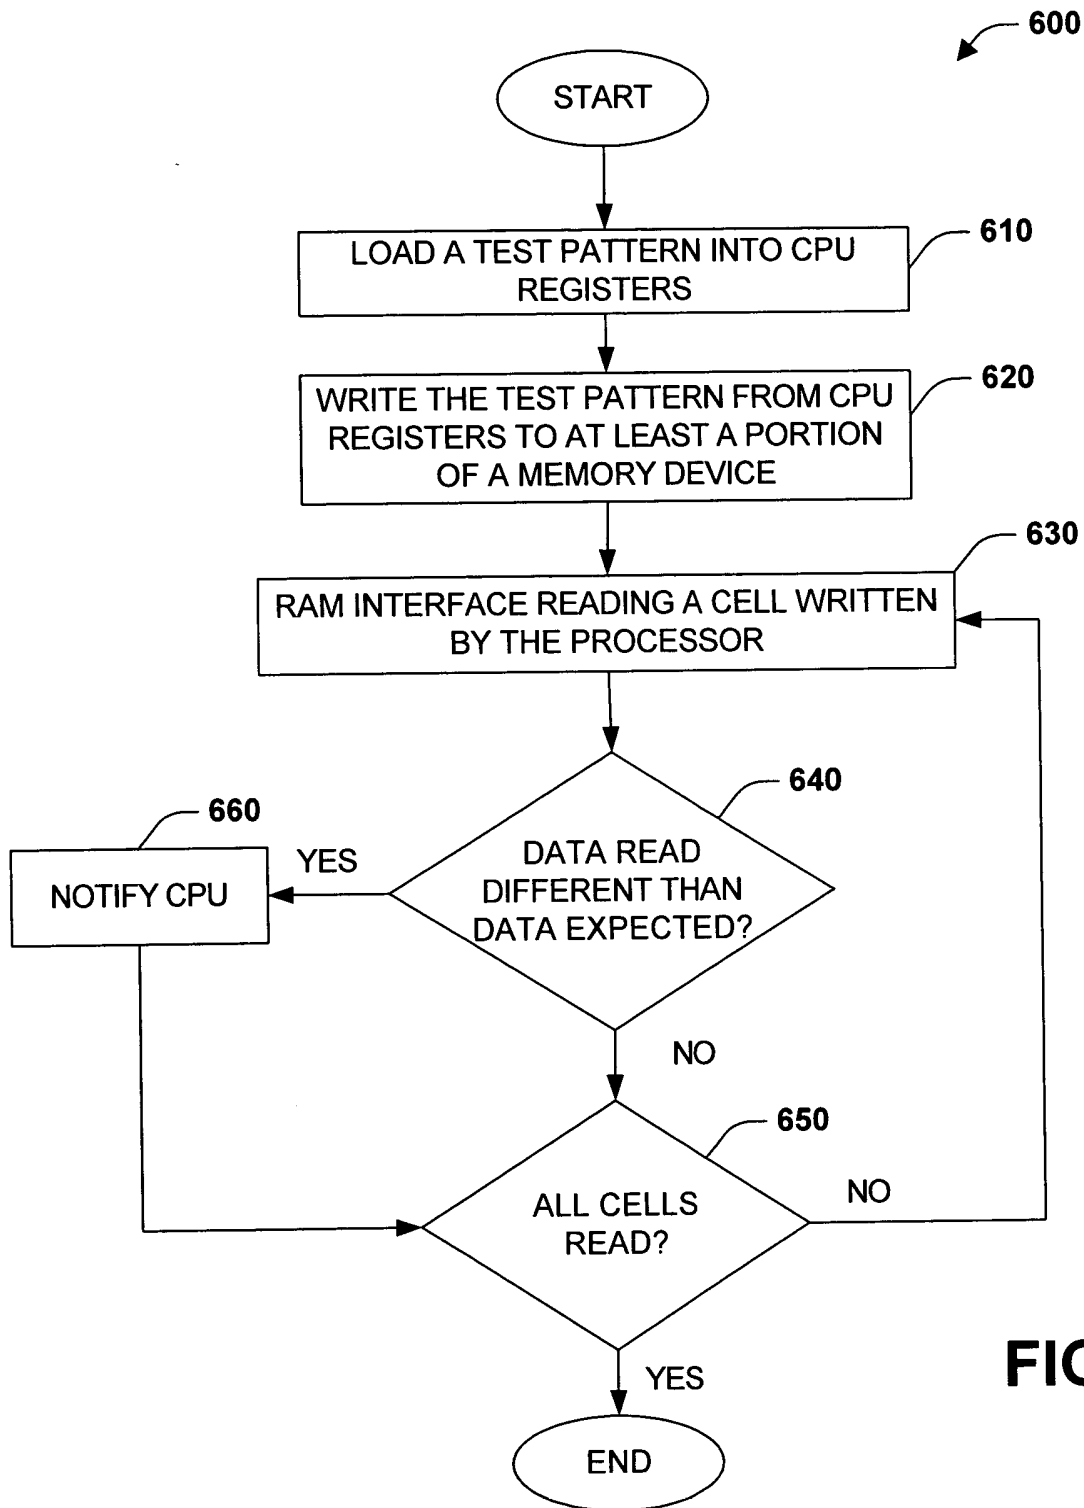 600
START
610
LOAD A TEST PATTERN INTO CPU
REGISTERS
620
WRITE THE TEST PATTERN FROM CPU
REGISTERS TO AT LEAST A PORTION
OF A MEMORY DEVICE
630
RAM INTERFACE READING A CELL WRITTEN
BY THE PROCESSOR
640
660
YES
DATA READ
DIFFERENT THAN
DATA EXPECTED?
NOTIFY CPU
NO
650
ALL CELLS
READ?
NO
YES
FIG
END